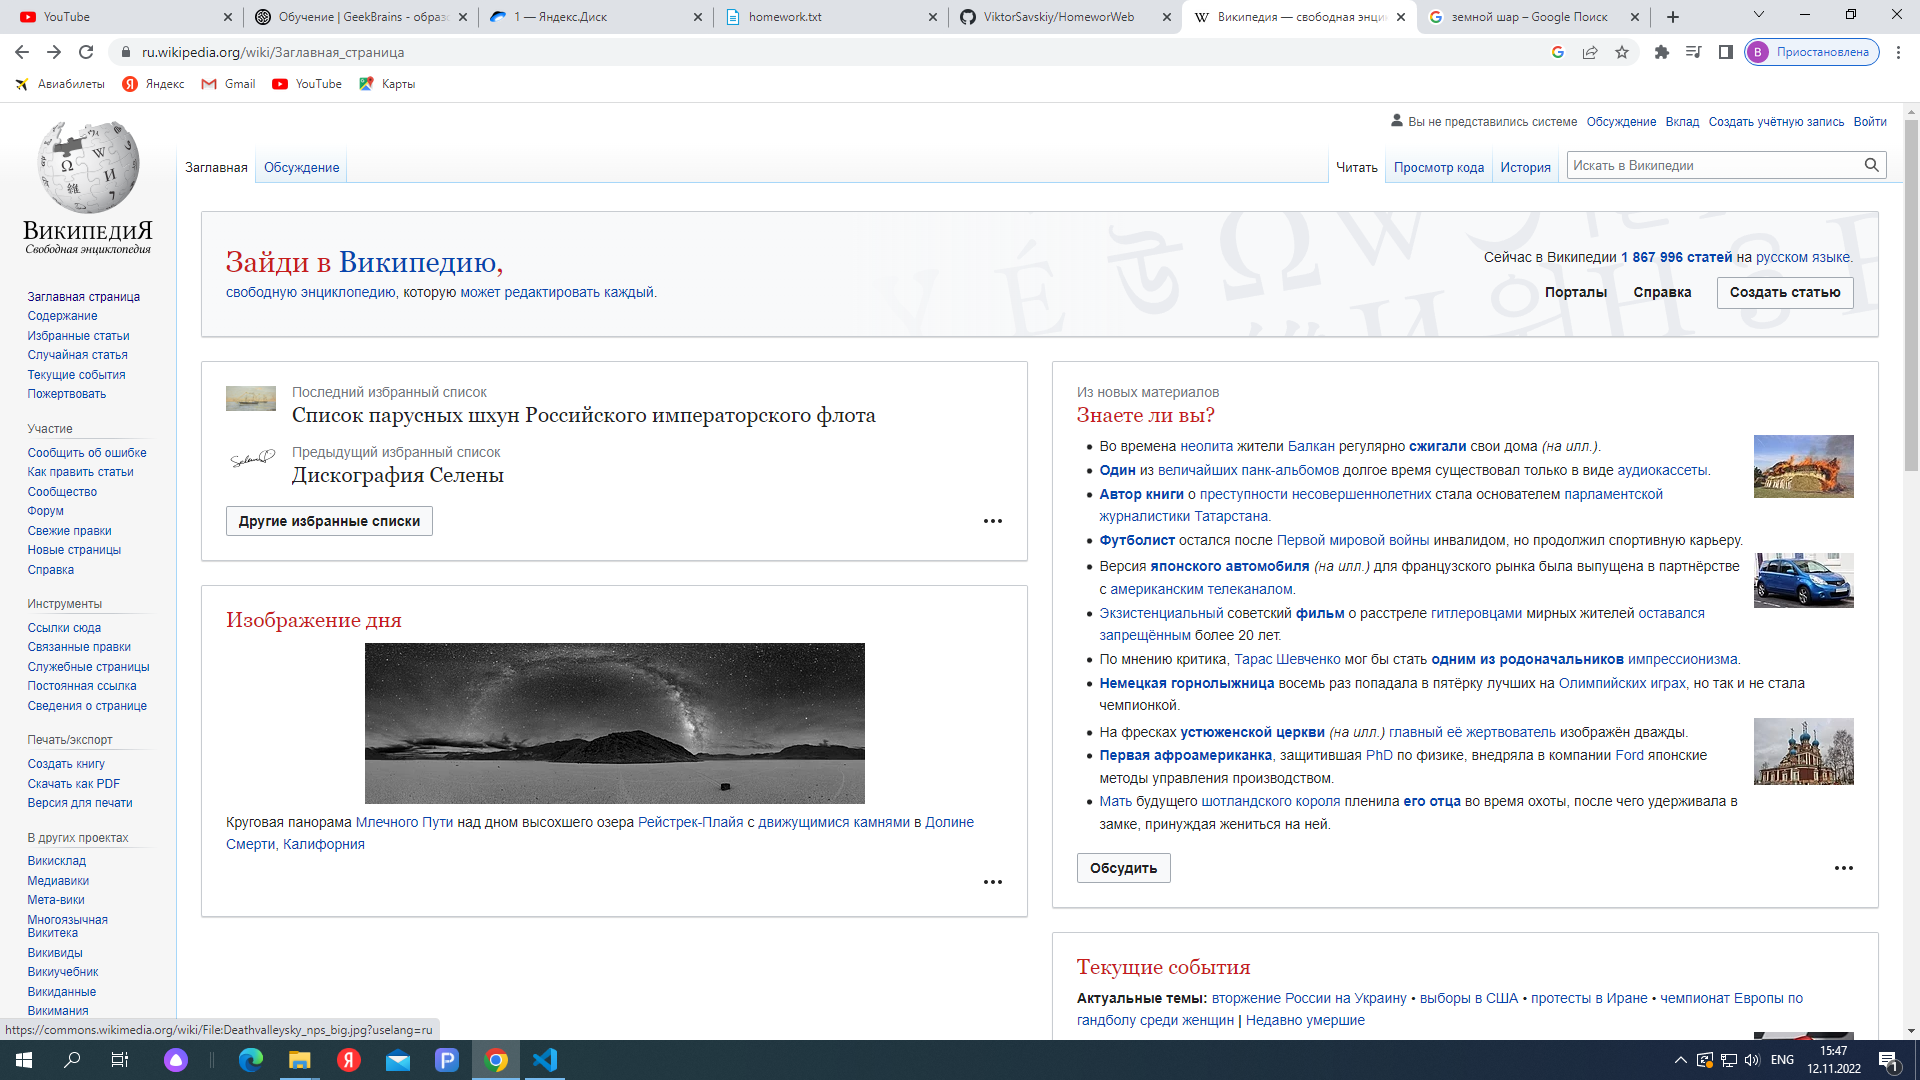 YouTube
Обучение | GeekBrains - образо
1 — Яндекс.Диск
homework.txt
ViktorSavskiy/HomeworWeb
Википедия — свободная энци
земной шар – Google Поиск
ru.wikipedia.org/wiki/Заглавная_страница
В Приостановлена
Авиабилеты
Яндекс
Gmail
YouTube
Карты
Вы не представились системе Обсуждение Вклад Создать учётную запись Войти
Заглавная Обсуждение
Читать Просмотр кода История Искать в Википедии
ВИКИПЕДИЯ
Свободная энциклопедия
Заглавная страница
Содержание
Избранные статьи
Случайная статья
Текущие события
Пожертвовать
Участие
Сообщить об ошибке
Как править статьи
Сообщество
Форум
Свежие правки
Новые страницы
Справка
Инструменты
Ссылки сюда
Связанные правки
Служебные страницы
Постоянная ссылка
Сведения о странице
Печать/экспорт
Создать книгу
Скачать как PDF
Версия для печати
В других проектах
Викисклад
Медиавики
Мета-вики
Многоязычная
Викитека
Викивиды
Викиучебник
Викиданные
Викимания
Зайди в Википедию,
свободную энциклопедию, которую может редактировать каждый.
Сейчас в Википедии 1 867 996 статей на русском языке.
Порталы Справка Создать статью
Последний избранный список
Список парусных шхун Российского императорского флота
Предыдущий избранный список
Дискография Селены
Другие избранные списки
Изображение дня
Круговая панорама Млечного Пути над дном высохшего озера Рейстрек-Плайя с движущимися камнями в Долине
Смерти, Калифорния
Из новых материалов
Знаете ли вы?
Во времена неолита жители Балкан регулярно сжигали свои дома (на илл.).
Один из величайших панк-альбомов долгое время существовал только в виде аудиокассеты.
Автор книги о преступности несовершеннолетних стала основателем парламентской
журналистики Татарстана.
Футболист остался после Первой мировой войны инвалидом, но продолжил спортивную карьеру.
Версия японского автомобиля (на илл.) для французского рынка была выпущена в партнёрстве
с американским телеканалом.
Экзистенциальный советский фильм о расстреле гитлеровцами мирных жителей оставался
запрещённым более 20 лет.
По мнению критика, Тарас Шевченко мог бы стать одним из родоначальников импрессионизма.
Немецкая горнолыжница восемь раз попадала в пятёрку лучших на Олимпийских играх, но так и не стала
чемпионкой.
На фресках устюженской церкви (на илл.) главный её жертвователь изображён дважды.
Первая афроамериканка, защитившая PhD по физике, внедряла в компании Ford японские
методы управления производством.
Мать будущего шотландского короля пленила его отца во время охоты, после чего удерживала в
замке, принуждая жениться на ней.
Обсудить
Текущие события
Актуальные темы: вторжение России на Украину • выборы в США • протесты в Иране • чемпионат Европы по
гандболу среди женщин | Недавно умершие
https://commons.wikimedia.org/wiki/File:Deathvalleysky_nps_big.jpg?uselang=ru
ENG
15:47
12.11.2022
1